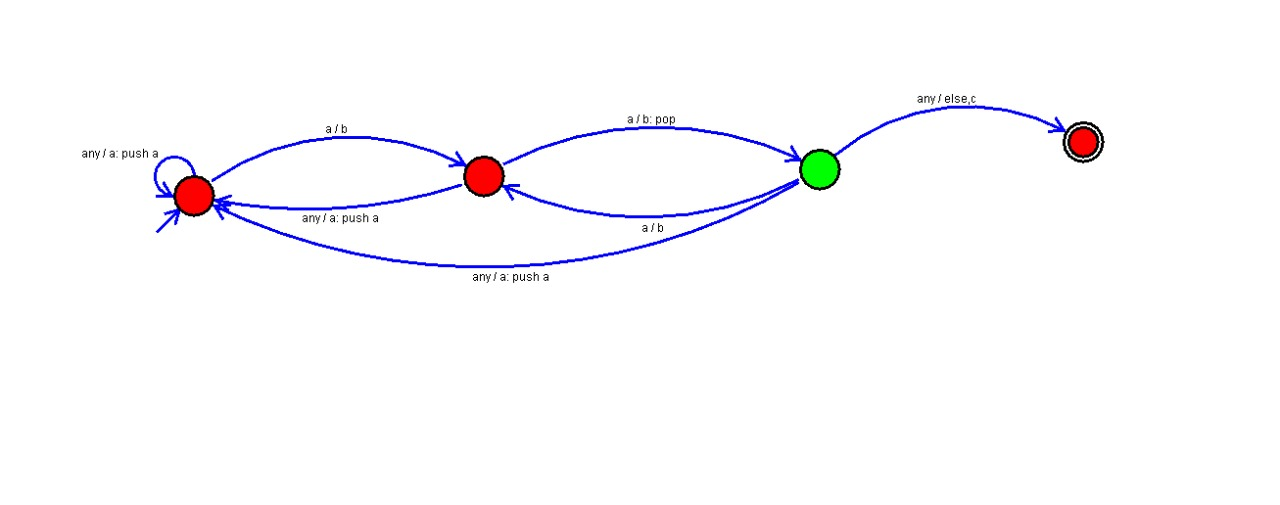 any / else,c
a / b: pop
a / b
any / a: push a
any / a: push a
a / b
any / a: push a